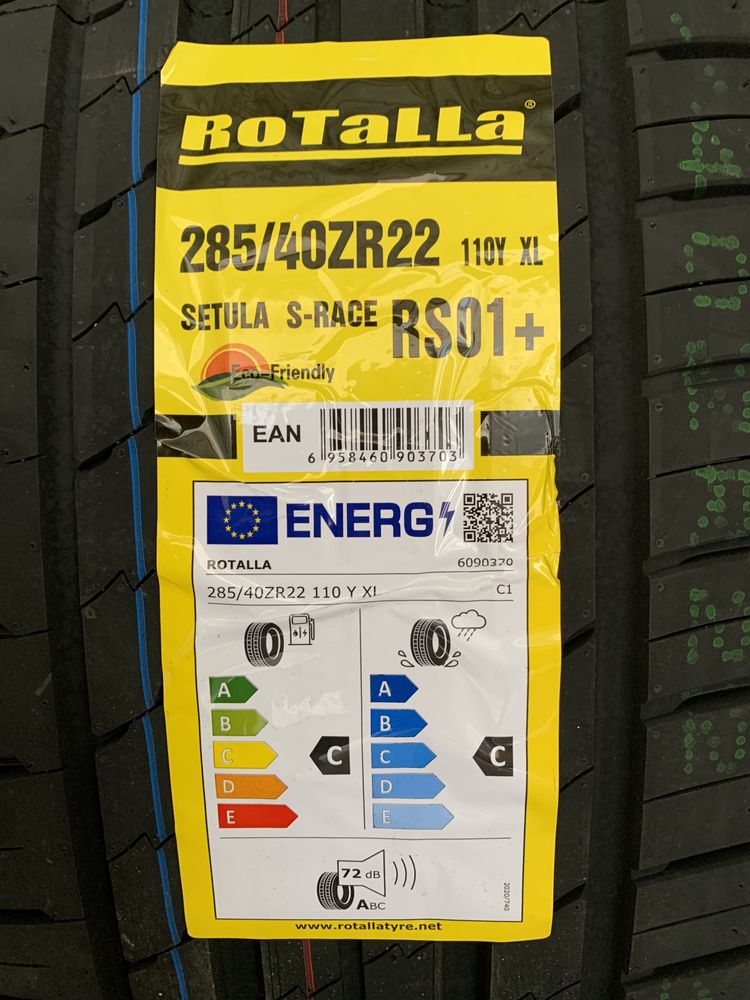 RoTaLLa®
285/40ZR22 110Y XL
SETULA S-RACE RS01+
Eco-Friendly
EAN
6 958460 903703
ENERG
ROTALLA 6090370
285/40ZR22 110 Y XL C1
A A
B B
C C C C
D D
E E
72 dB
ABC
2020/740
www.rotallatyre.net